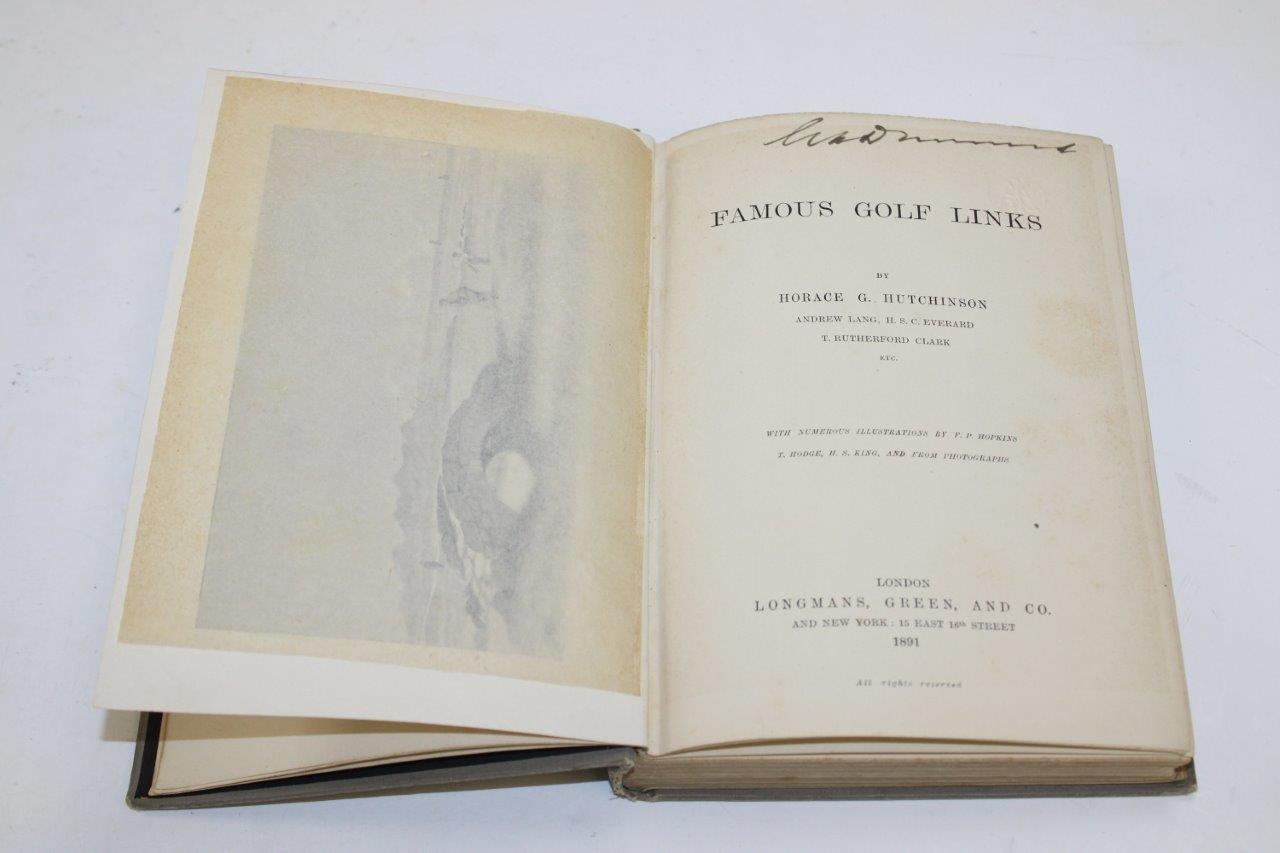 FAMOUS GOLF LINKS
BY
HORACE G. HUTCHINSON
ANDREW LANG, H. S. C. EVERARD
T. RUTHERFORD CLARK
ETC.
WITH NUMEROUS ILLUSTRATIONS BY F. P. HOPKINS
T. HODGE, H. S. KING, AND FROM PHOTOGRAPHS
LONDON
LONGMANS, GREEN, AND CO.
AND NEW YORK : 15 EAST 16th STREET
1891
All rights reserved